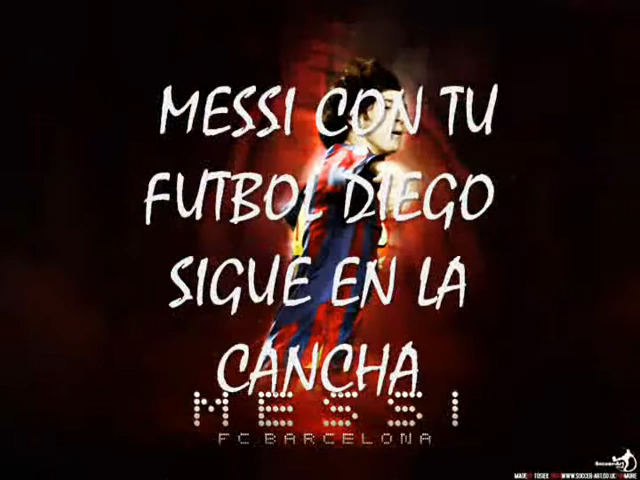 MESSI CON TU
FUTBOL DIEGO
SIGUE EN LA
CANCHA
MESSI
FC BARCELONA